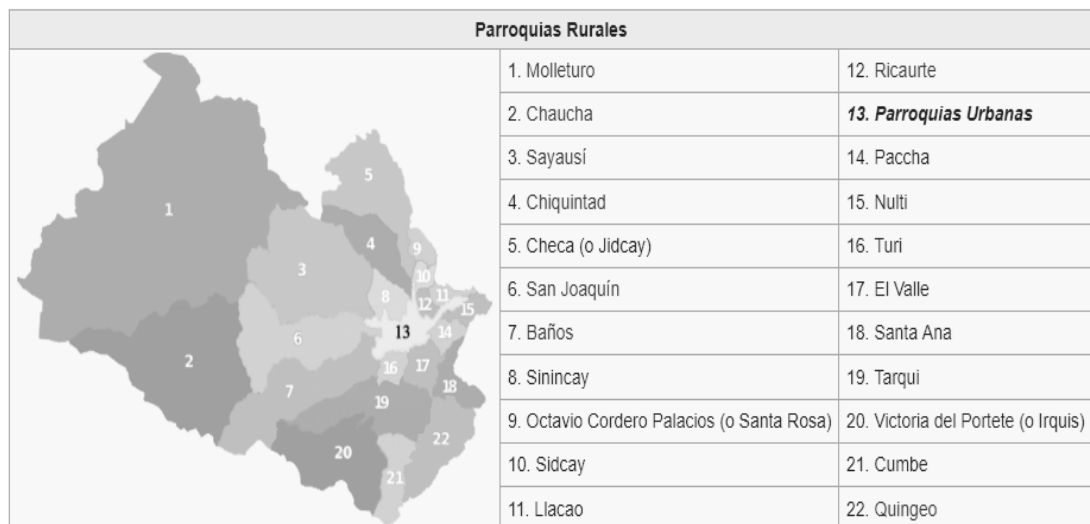 Parroquias Rurales
1
2
3
4
5
6
7
8
9
10
11
12
13
14
15
16
17
18
19
20
21
22
1. Molleturo
12. Ricaurte
2. Chaucha
13. Parroquias Urbanas
3. Sayausí
14. Paccha
4. Chiquintad
15. Nulti
5. Checa (o Jidcay)
16. Turi
6. San Joaquín
17. El Valle
7. Baños
18. Santa Ana
8. Sinincay
19. Tarqui
9. Octavio Cordero Palacios (o Santa Rosa)
20. Victoria del Portete (o Irquis)
10. Sidcay
21. Cumbe
11. Llacao
22. Quingeo